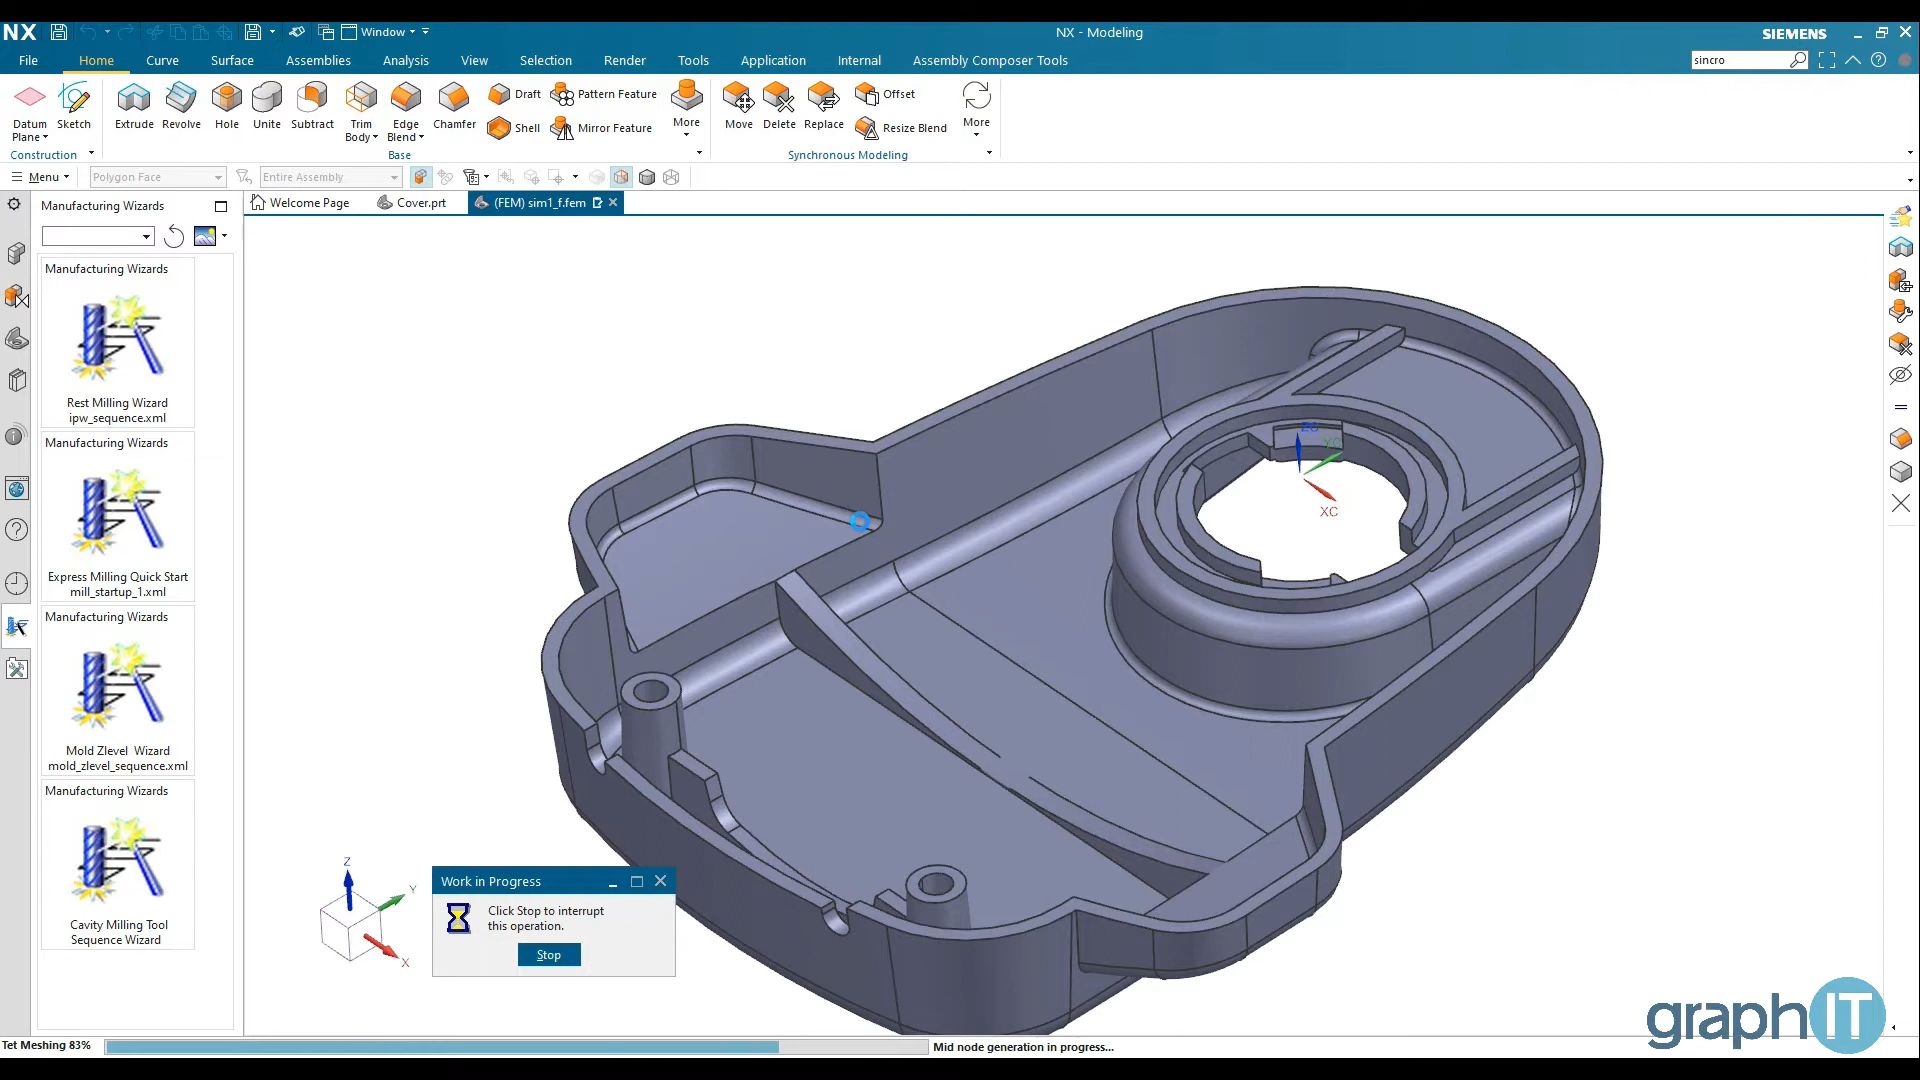 NX
Window
NX - Modeling
SIEMENS
File
Home
Curve
Surface
Assemblies
Analysis
View
Selection
Render
Tools
Application
Internal
Assembly Composer Tools
sincro
Datum
Plane
Sketch
Extrude
Revolve
Hole
Unite
Subtract
Trim
Body
Edge
Blend
Chamfer
Draft
Shell
Pattern Feature
Mirror Feature
More
Move
Delete
Replace
Offset
Resize Blend
More
Construction
Base
Synchronous Modeling
Menu
Polygon Face
Entire Assembly
Manufacturing Wizards
Welcome Page
Cover.prt
(FEM) sim1_f.fem
Manufacturing Wizards
Rest Milling Wizard
ipw_sequence.xml
Manufacturing Wizards
Express Milling Quick Start
mill_startup_1.xml
Manufacturing Wizards
Mold Zlevel Wizard
mold_zlevel_sequence.xml
Manufacturing Wizards
Cavity Milling Tool
Sequence Wizard
ZC
YC
XC
Z
Y
X
Work in Progress
Click Stop to interrupt
this operation.
Stop
graphIT
Tet Meshing 83%
Mid node generation in progress...